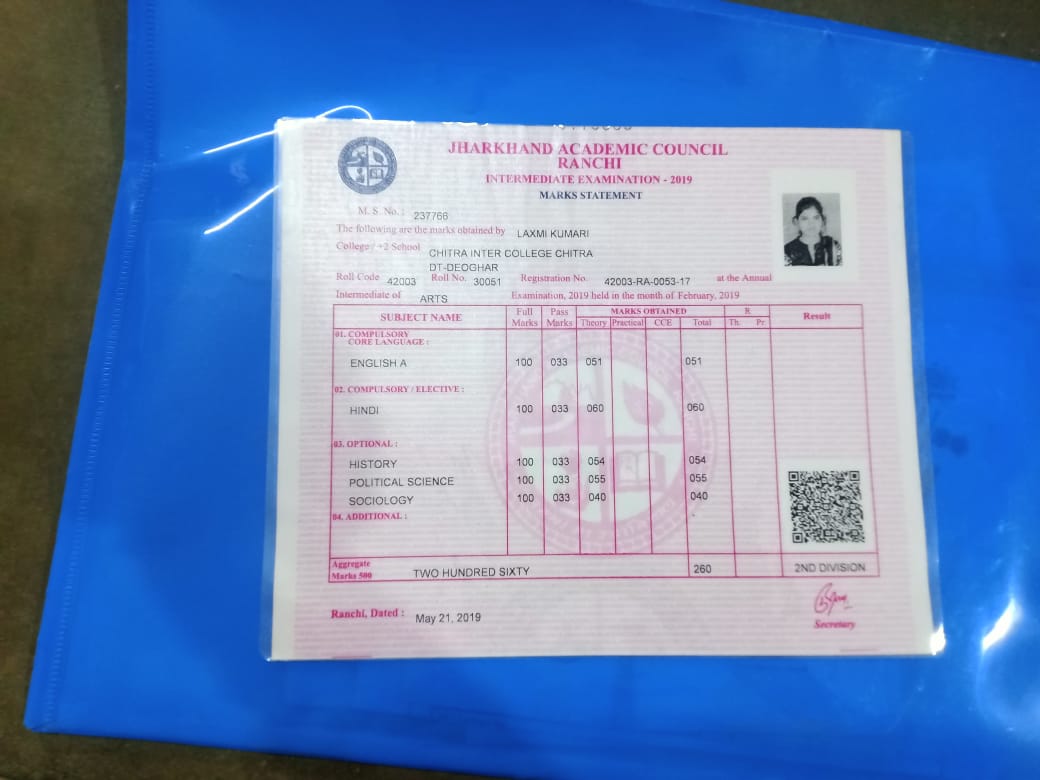 JHARKHAND ACADEMIC COUNCIL
RANCHI
INTERMEDIATE EXAMINATION - 2019
MARKS STATEMENT
M. S. No. : 237766
The following are the marks obtained by LAXMI KUMARI
College / +2 School CHITRA INTER COLLEGE CHITRA
DT-DEOGHAR
Roll Code 42003 Roll No. 30051 Registration No. 42003-RA-0053-17 at the Annual
Intermediate of ARTS Examination, 2019 held in the month of February, 2019
SUBJECT NAME Full Marks Pass Marks MARKS OBTAINED R Result
Theory Practical CCE Total Th. Pr.
01. COMPULSORY
CORE LANGUAGE :
ENGLISH A 100 033 051 051
02. COMPULSORY / ELECTIVE :
HINDI 100 033 060 060
03. OPTIONAL :
HISTORY 100 033 054 054
POLITICAL SCIENCE 100 033 055 055
SOCIOLOGY 100 033 040 040
04. ADDITIONAL :
Aggregate
Marks 500 TWO HUNDRED SIXTY 260 2ND DIVISION
Ranchi, Dated : May 21, 2019
Secretary